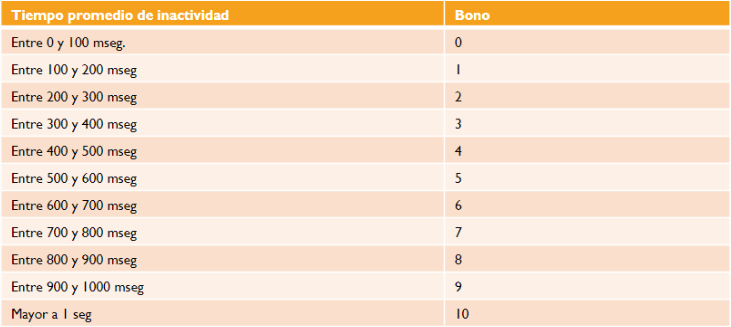 Tiempo promedio de inactividad Bono
Entre 0 y 100 mseg. 0
Entre 100 y 200 mseg 1
Entre 200 y 300 mseg 2
Entre 300 y 400 mseg 3
Entre 400 y 500 mseg 4
Entre 500 y 600 mseg 5
Entre 600 y 700 mseg 6
Entre 700 y 800 mseg 7
Entre 800 y 900 mseg 8
Entre 900 y 1000 mseg 9
Mayor a 1 seg 10